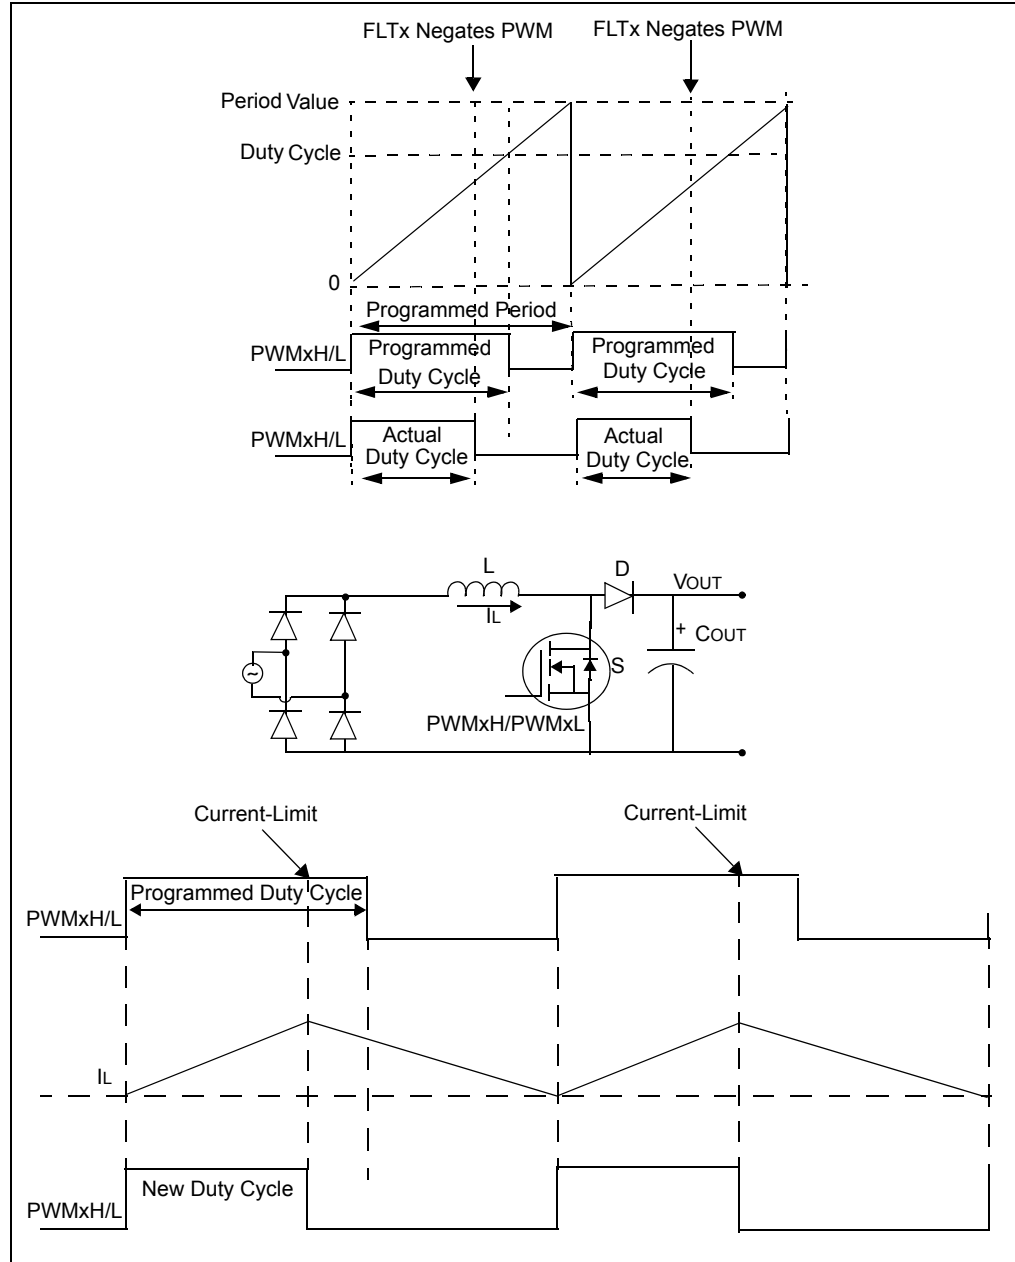 FLTx Negates PWM
FLTx Negates PWM
Period Value
Duty Cycle
0
Programmed Period
PWMxH/L
Programmed
Duty Cycle
Programmed
Duty Cycle
PWMxH/L
Actual
Duty Cycle
Actual
Duty Cycle
L
D
VOUT
IL
+
COUT
S
~
PWMxH/PWMxL
Current-Limit
Current-Limit
Programmed Duty Cycle
PWMxH/L
IL
New Duty Cycle
PWMxH/L